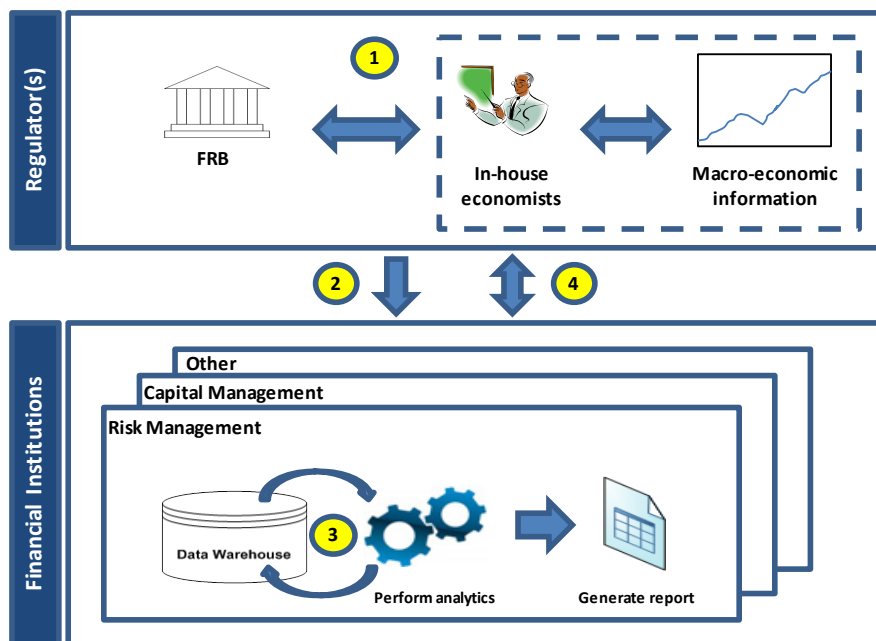 Regulator(s)
1
FRB
In-house
economists
Macro-economic
information
2
4
Financial Institutions
Other
Capital Management
Risk Management
Data Warehouse
3
Perform analytics
Generate report